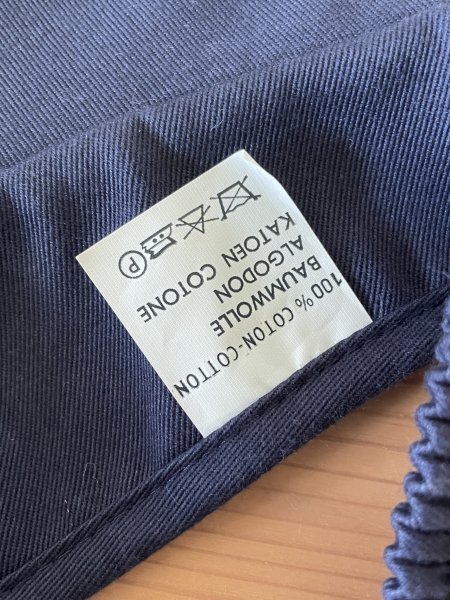 100% COTON-COTTON
BAUMWOLLE
ALGODON
KATOEN COTONE
P